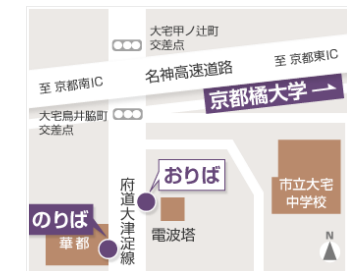 大宅甲ノ辻町
交差点
至 京都東IC
名神高速道路
至 京都南IC
京都橘大学
大宅鳥井脇町
交差点
おりば
市立大宅
中学校
府道大津淀線
のりば
華都
電波塔
N